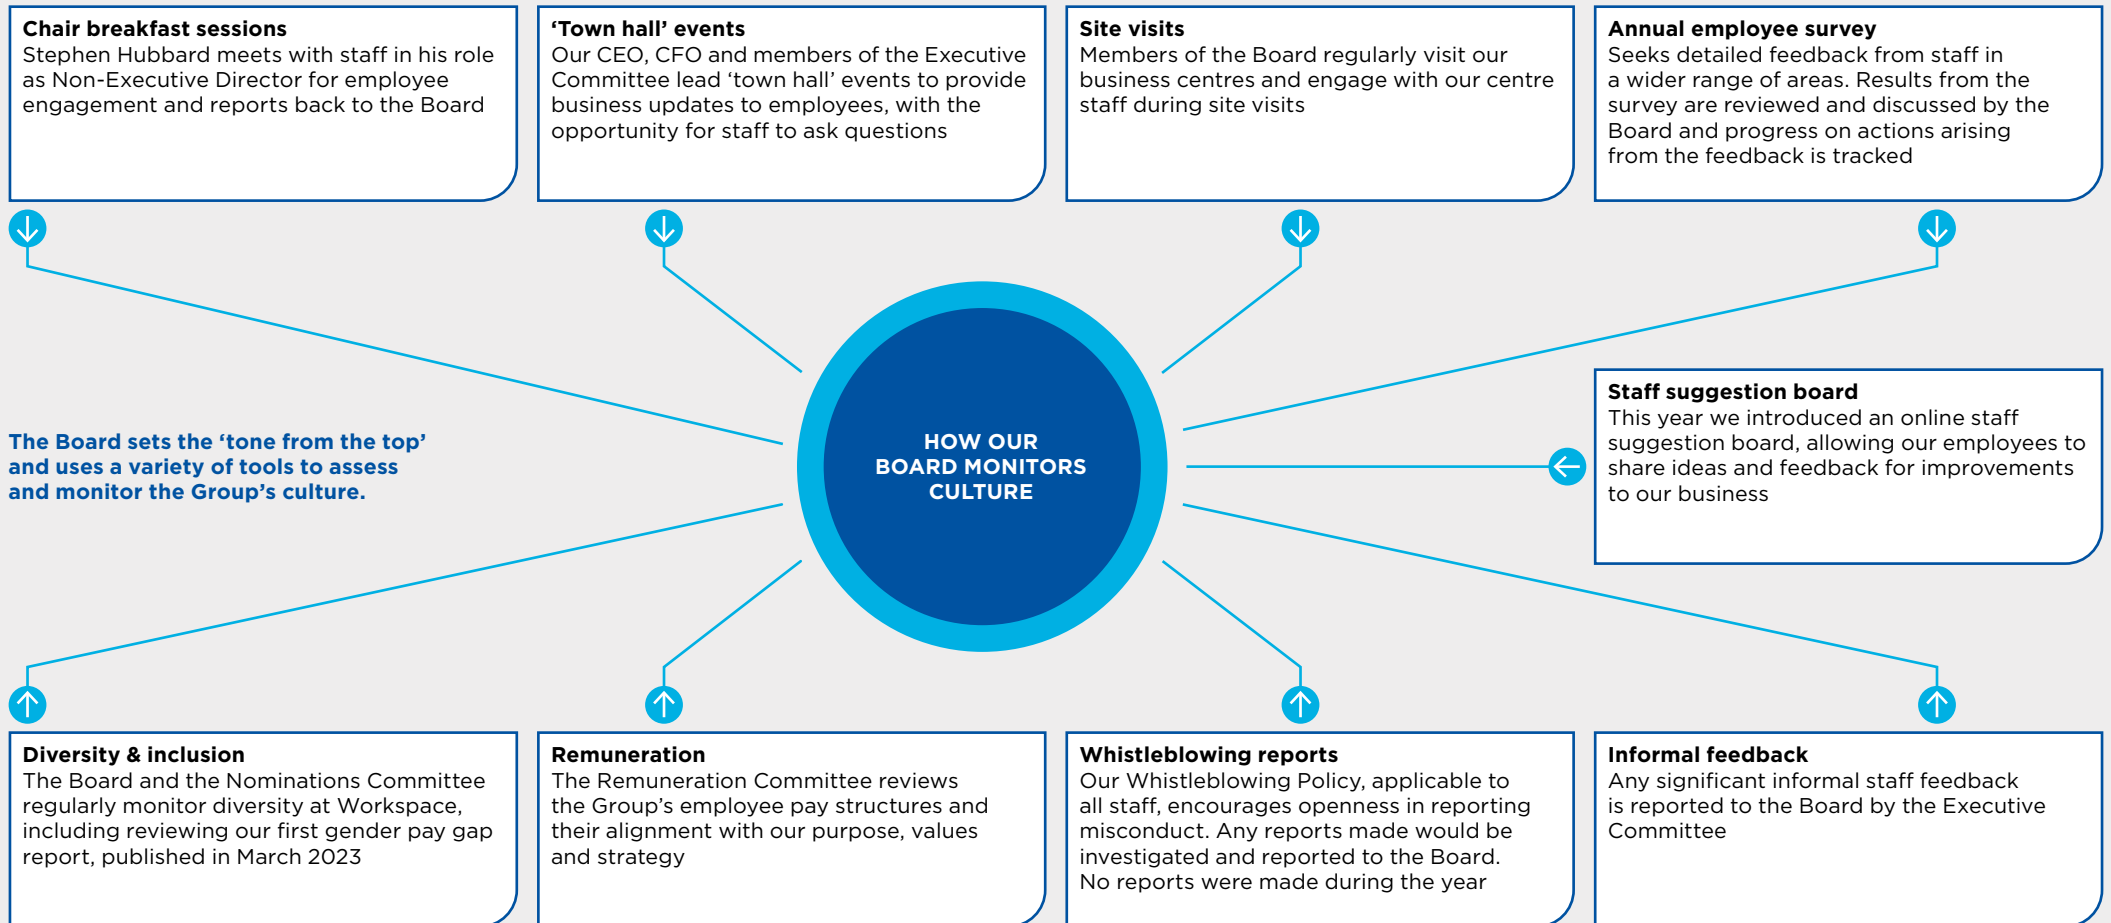 Chair breakfast sessions
Stephen Hubbard meets with staff in his role
as Non-Executive Director for employee
engagement and reports back to the Board
‘Town hall’ events
Our CEO, CFO and members of the Executive
Committee lead ‘town hall’ events to provide
business updates to employees, with the
opportunity for staff to ask questions
Site visits
Members of the Board regularly visit our
business centres and engage with our centre
staff during site visits
Annual employee survey
Seeks detailed feedback from staff in
a wider range of areas. Results from the
survey are reviewed and discussed by the
Board and progress on actions arising
from the feedback is tracked
The Board sets the ‘tone from the top’
and uses a variety of tools to assess
and monitor the Group’s culture.
HOW OUR
BOARD MONITORS
CULTURE
Staff suggestion board
This year we introduced an online staff
suggestion board, allowing our employees to
share ideas and feedback for improvements
to our business
Diversity & inclusion
The Board and the Nominations Committee
regularly monitor diversity at Workspace,
including reviewing our first gender pay gap
report, published in March 2023
Remuneration
The Remuneration Committee reviews
the Group’s employee pay structures and
their alignment with our purpose, values
and strategy
Whistleblowing reports
Our Whistleblowing Policy, applicable to
all staff, encourages openness in reporting
misconduct. Any reports made would be
investigated and reported to the Board.
No reports were made during the year
Informal feedback
Any significant informal staff feedback
is reported to the Board by the Executive
Committee